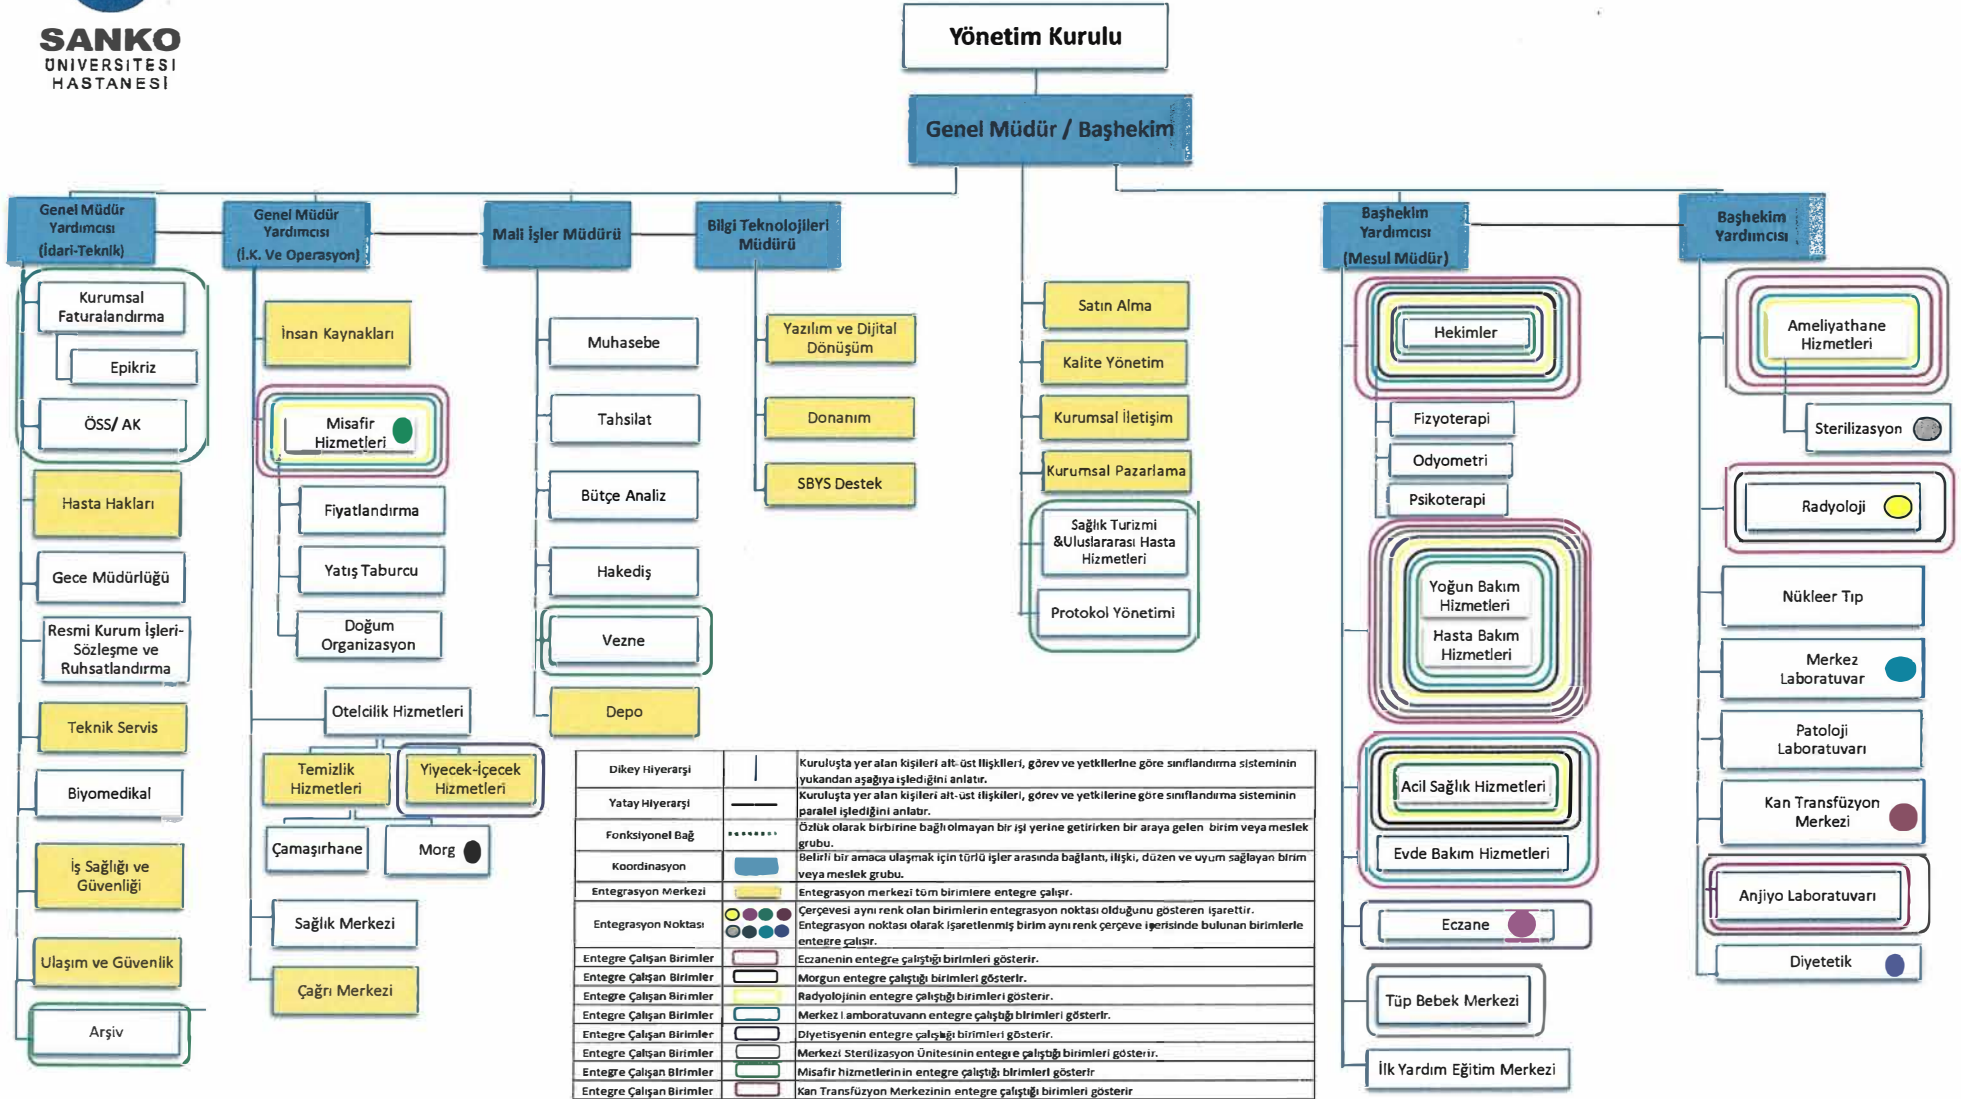 SANKO
ÜNİVERSİTESİ
HASTANESİ
Yönetim Kurulu
Genel Müdür / Başhekim
Genel Müdür
Yardımcısı
(İdari-Teknik)
Genel Müdür
Yardımcısı
(İ.K. Ve Operasyon)
Mali İşler Müdürü
Bilgi Teknolojileri
Müdürü
Başhekim
Yardımcısı
(Mesul Müdür)
Başhekim
Yardımcısı
Kurumsal
Faturalandırma
Epikriz
ÖSS/ AK
Hasta Hakları
Gece Müdürlüğü
Resmi Kurum İşleri-
Sözleşme ve
Ruhsatlandırma
Teknik Servis
Biyomedikal
İş Sağlığı ve
Güvenliği
Ulaşım ve Güvenlik
Arşiv
İnsan Kaynakları
Misafir
Hizmetleri
Fiyatlandırma
Yatış Taburcu
Doğum
Organizasyon
Otelcilik Hizmetleri
Temizlik
Hizmetleri
Yiyecek-İçecek
Hizmetleri
Çamaşırhane
Morg
Sağlık Merkezi
Çağrı Merkezi
Muhasebe
Tahsilat
Bütçe Analiz
Hakediş
Vezne
Depo
Yazılım ve Dijital
Dönüşüm
Donanım
SBYS Destek
Satın Alma
Kalite Yönetim
Kurumsal İletişim
Kurumsal Pazarlama
Sağlık Turizmi
&Uluslararası Hasta
Hizmetleri
Protokol Yönetimi
Hekimler
Fizyoterapi
Odyometri
Psikoterapi
Yoğun Bakım
Hizmetleri
Hasta Bakım
Hizmetleri
Acil Sağlık Hizmetleri
Evde Bakım Hizmetleri
Eczane
Tüp Bebek Merkezi
İlk Yardım Eğitim Merkezi
Ameliyathane
Hizmetleri
Sterilizasyon
Radyoloji
Nükleer Tıp
Merkez
Laboratuvar
Patoloji
Laboratuvarı
Kan Transfüzyon
Merkezi
Anjiyo Laboratuvarı
Diyetetik
Dikey Hiyerarşi
Kuruluşta yer alan kişileri alt-üst ilişkileri, görev ve yetkilerine göre sınıflandırma sisteminin
yukarıdan aşağıya işlediğini anlatır.
Yatay Hiyerarşi
Kuruluşta yer alan kişileri alt-üst ilişkileri, görev ve yetkilerine göre sınıflandırma sisteminin
paralel işlediğini anlatır.
Fonksiyonel Bağ
Özlük olarak birbirine bağlı olmayan bir işi yerine getirirken bir araya gelen birim veya meslek
grubu.
Koordinasyon
Belirli bir amaca ulaşmak için türlü işler arasında bağlantı, ilişki, düzen ve uyum sağlayan birim
veya meslek grubu.
Entegrasyon Merkezi
Entegrasyon merkezi tüm birimlere entegre çalışır.
Entegrasyon Noktası
Çerçevesi aynı renk olan birimlerin entegrasyon noktası olduğunu gösteren işarettir.
Entegrasyon noktası olarak işaretlenmiş birim aynı renk çerçeve içerisinde bulunan birimlerle
entegre çalışır.
Entegre Çalışan Birimler
Eczanenin entegre çalıştığı birimleri gösterir.
Entegre Çalışan Birimler
Morgun entegre çalıştığı birimleri gösterir.
Entegre Çalışan Birimler
Radyolojinin entegre çalıştığı birimleri gösterir.
Entegre Çalışan Birimler
Merkez Lamboratuvarın entegre çalıştığı birimleri gösterir.
Entegre Çalışan Birimler
Diyetisyenin entegre çalıştığı birimleri gösterir.
Entegre Çalışan Birimler
Merkezi Sterilizasyon Ünitesinin entegre çalıştığı birimleri gösterir.
Entegre Çalışan Birimler
Misafir hizmetlerinin entegre çalıştığı birimleri gösterir
Entegre Çalışan Birimler
Kan Transfüzyon Merkezinin entegre çalıştığı birimleri gösterir